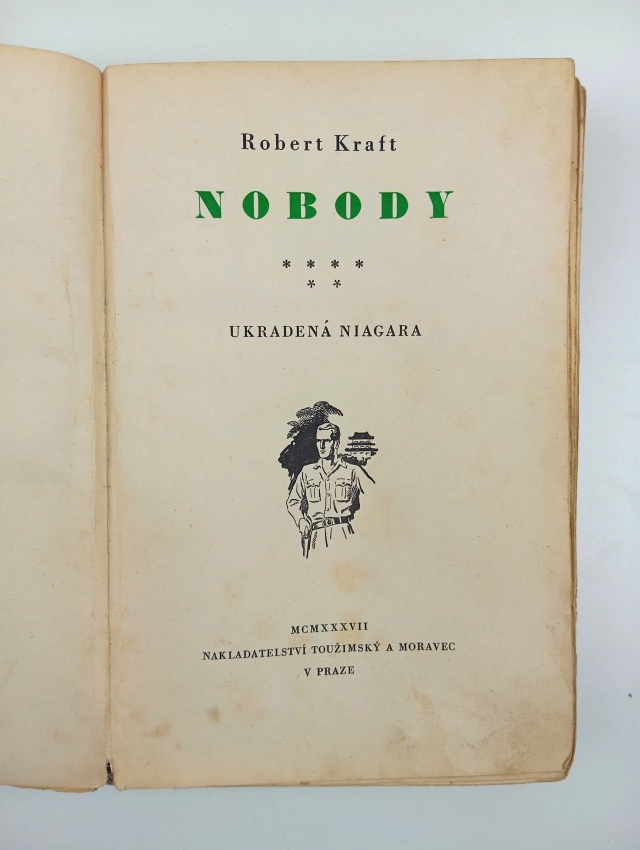 Robert Kraft
NOBODY
* * * *
* *
UKRADENÁ NIAGARA
MCMXXXVII
NAKLADATELSTVÍ TOUŽIMSKÝ A MORAVEC
V PRAZE